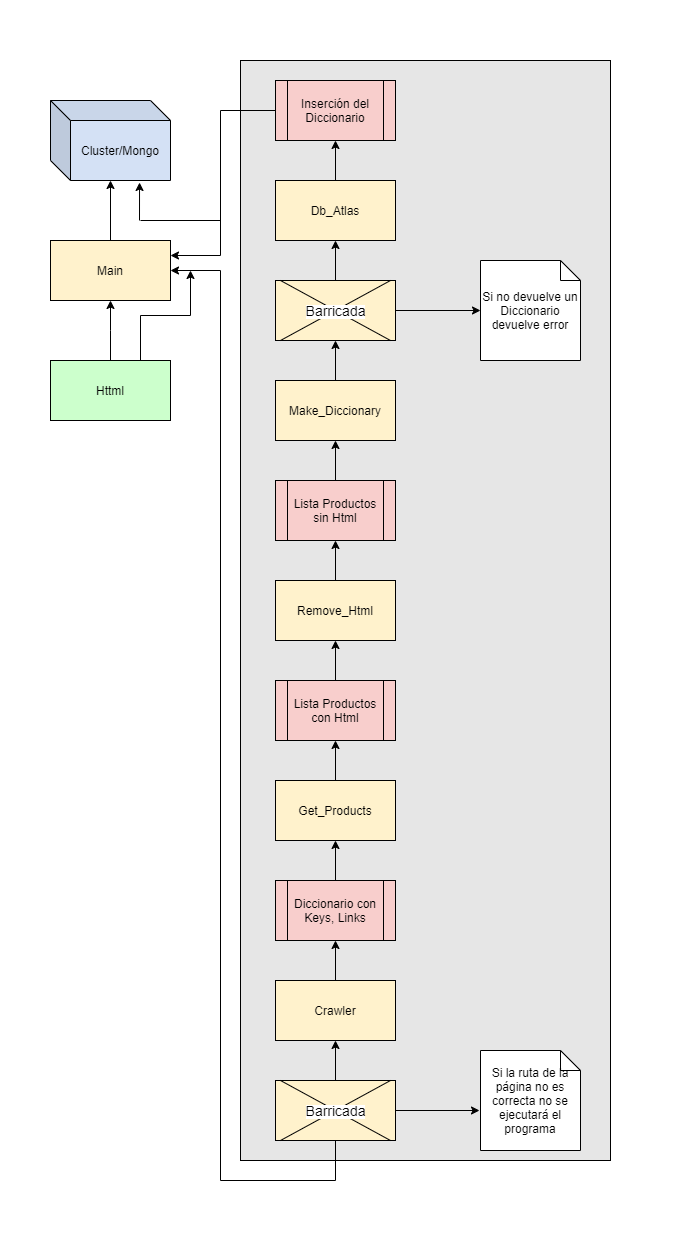 Inserción del
Diccionario
Cluster/Mongo
Db_Atlas
Main
Barricada
Si no devuelve un
Diccionario
devuelve error
Httml
Make_Diccionary
Lista Productos
sin Html
Remove_Html
Lista Productos
con Html
Get_Products
Diccionario con
Keys, Links
Crawler
Barricada
Si la ruta de la
página no es
correcta no se
ejecutará el
programa